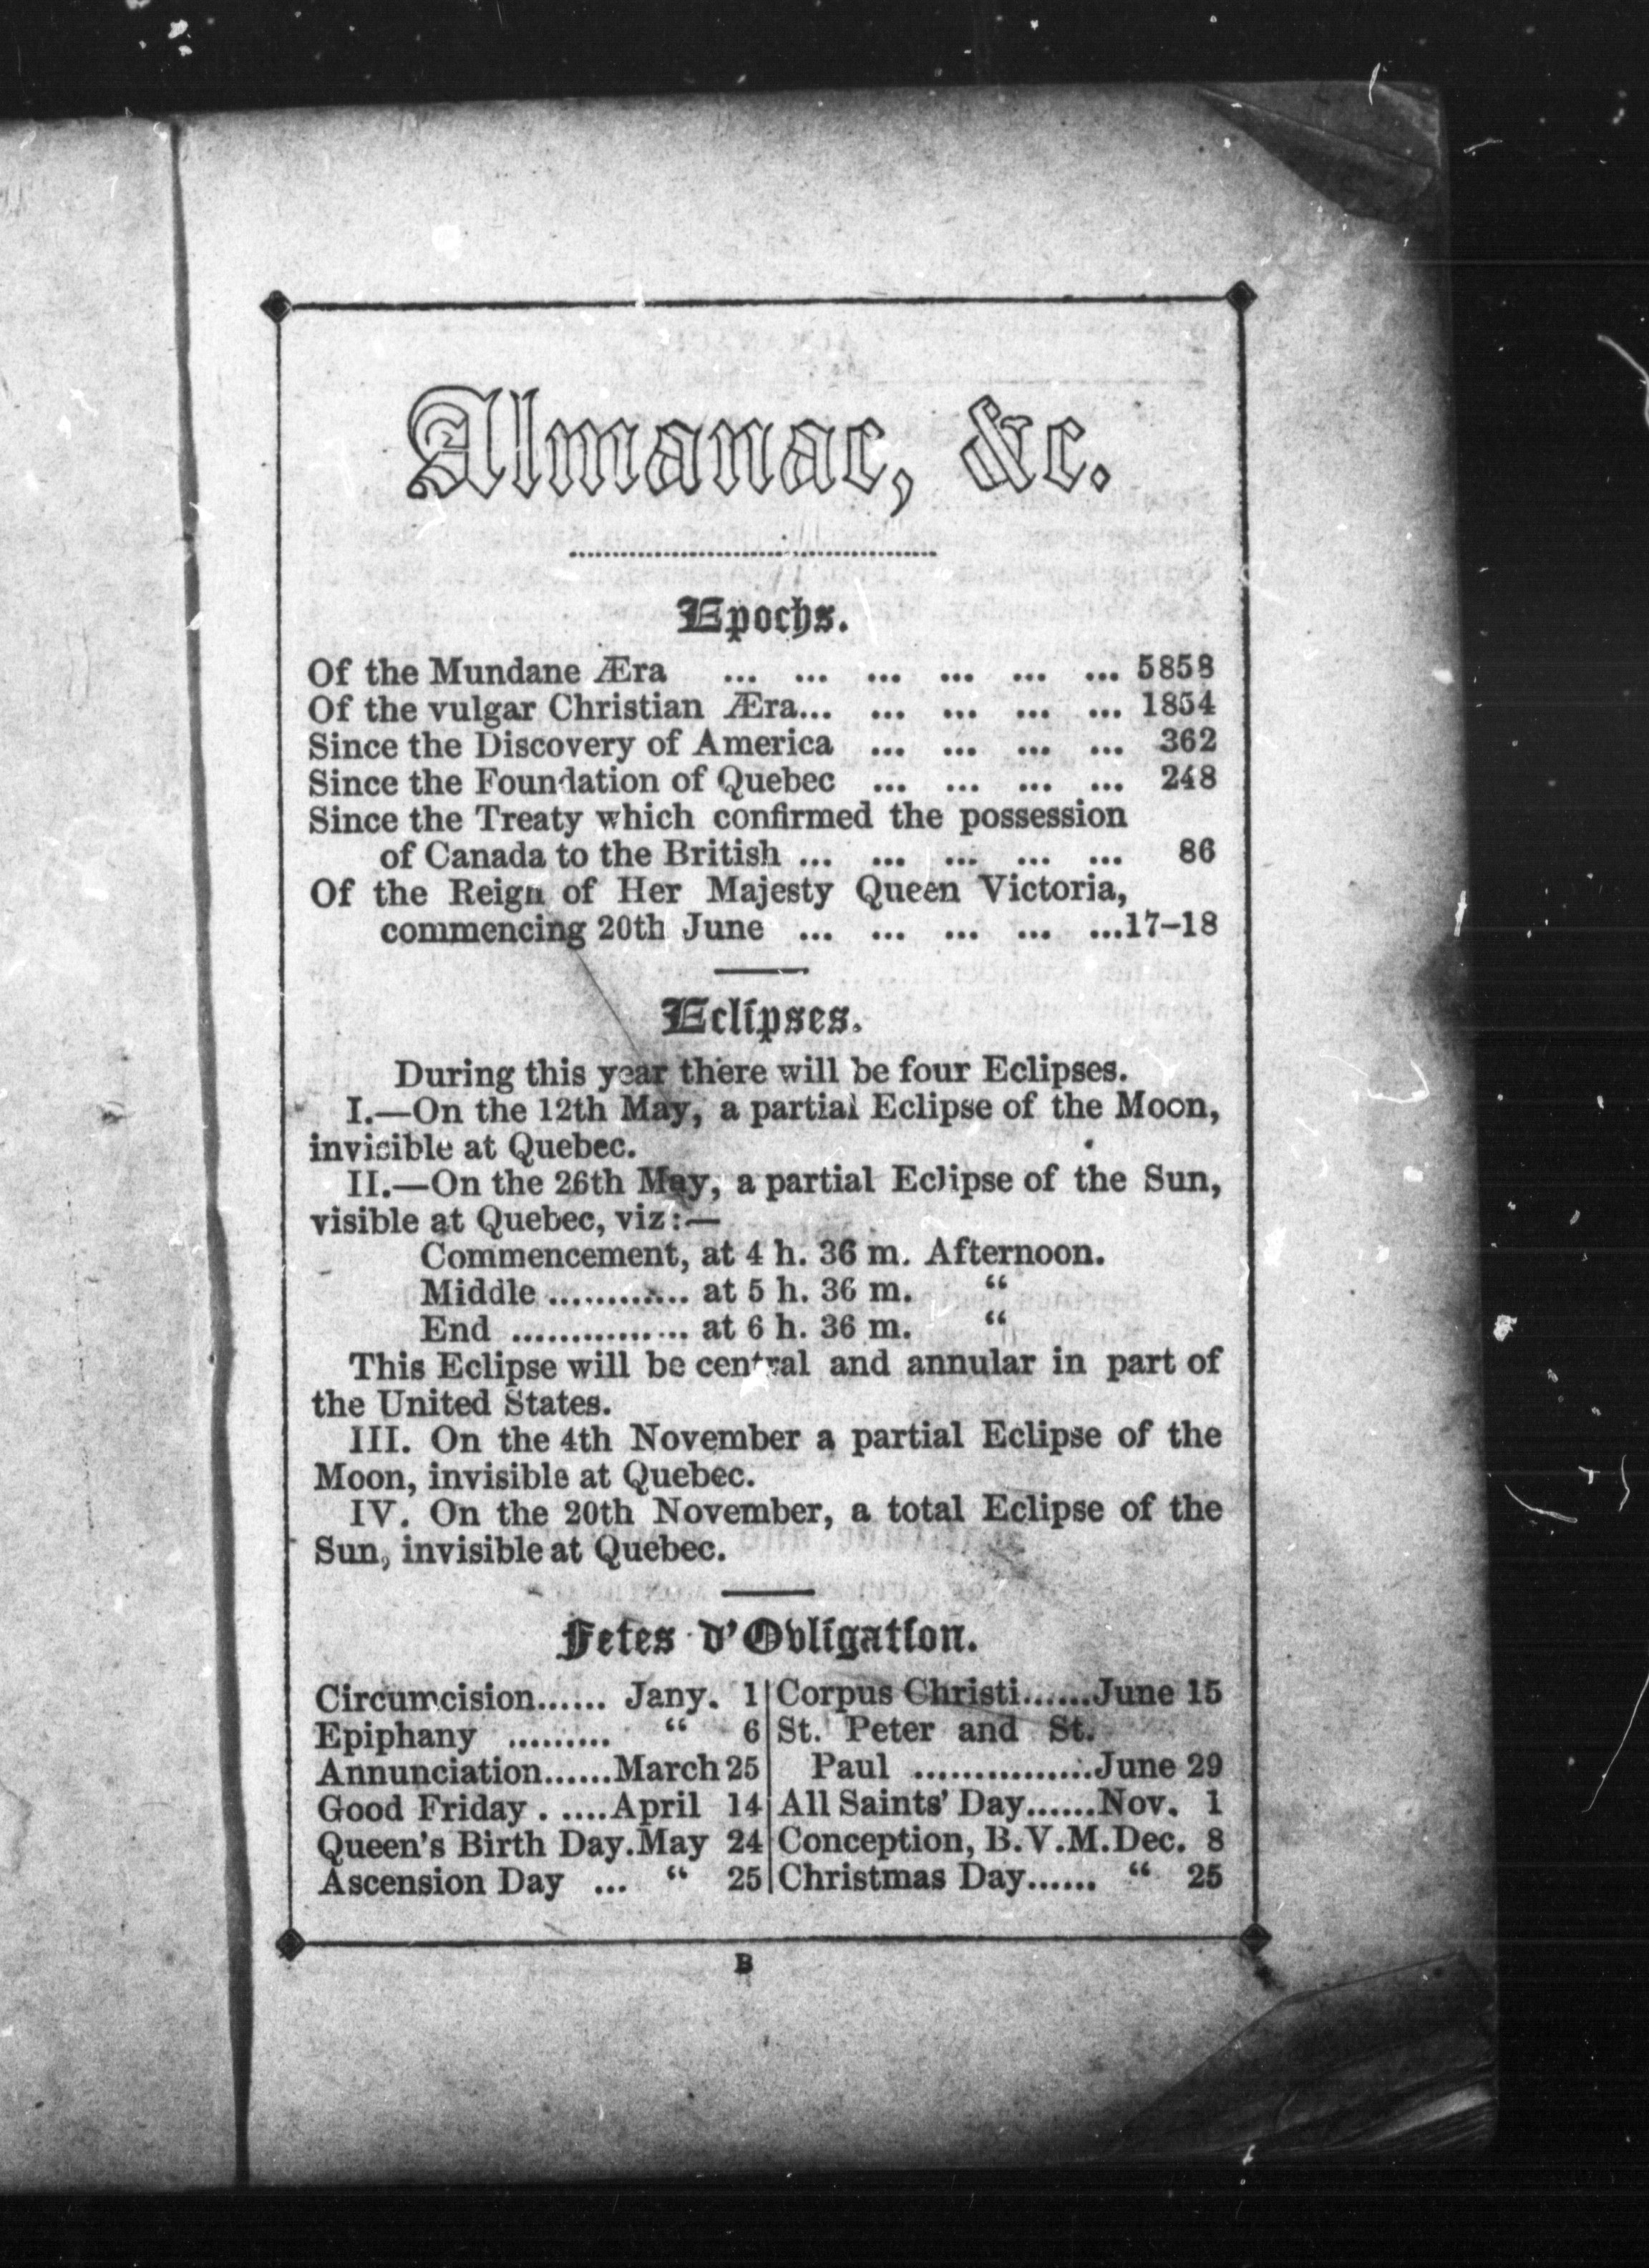 Almanac, &c.
Epochs.
Of the Mundane Æra ... ... ... ... ... ... 5858
Of the vulgar Christian Æra... ... ... ... ... 1854
Since the Discovery of America ... ... ... ... 362
Since the Foundation of Quebec ... ... ... ... 248
Since the Treaty which confirmed the possession
of Canada to the British ... ... ... ... ... 86
Of the Reign of Her Majesty Queen Victoria,
commencing 20th June ... ... ... ... ...17-18
Eclipses.
During this year there will be four Eclipses.
I.—On the 12th May, a partial Eclipse of the Moon,
invisible at Quebec.
II.—On the 26th May, a partial Eclipse of the Sun,
visible at Quebec, viz:—
Commencement, at 4 h. 36 m. Afternoon.
Middle ............ at 5 h. 36 m. “
End ............... at 6 h. 36 m. “
This Eclipse will be central and annular in part of
the United States.
III. On the 4th November a partial Eclipse of the
Moon, invisible at Quebec.
IV. On the 20th November, a total Eclipse of the
Sun, invisible at Quebec.
Fetes d'Obligation.
Circumcision...... Jany. 1
Epiphany ......... “ 6
Annunciation......March 25
Good Friday . .....April 14
Queen's Birth Day.May 24
Ascension Day ... “ 25
Corpus Christi......June 15
St. Peter and St.
Paul ...............June 29
All Saints' Day......Nov. 1
Conception, B.V.M.Dec. 8
Christmas Day...... “ 25
B